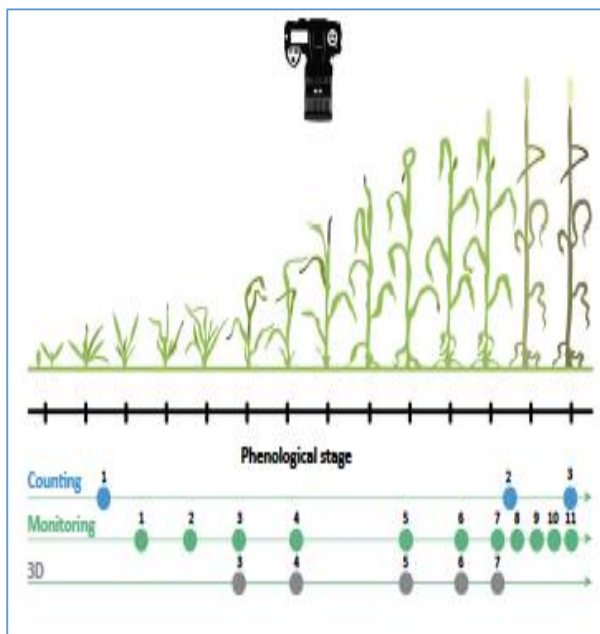 Phenological stage
Counting
1 2 3
Monitoring
1 2 3 4 5 6 7 8 9 10 11
3D
3 4 5 6 7